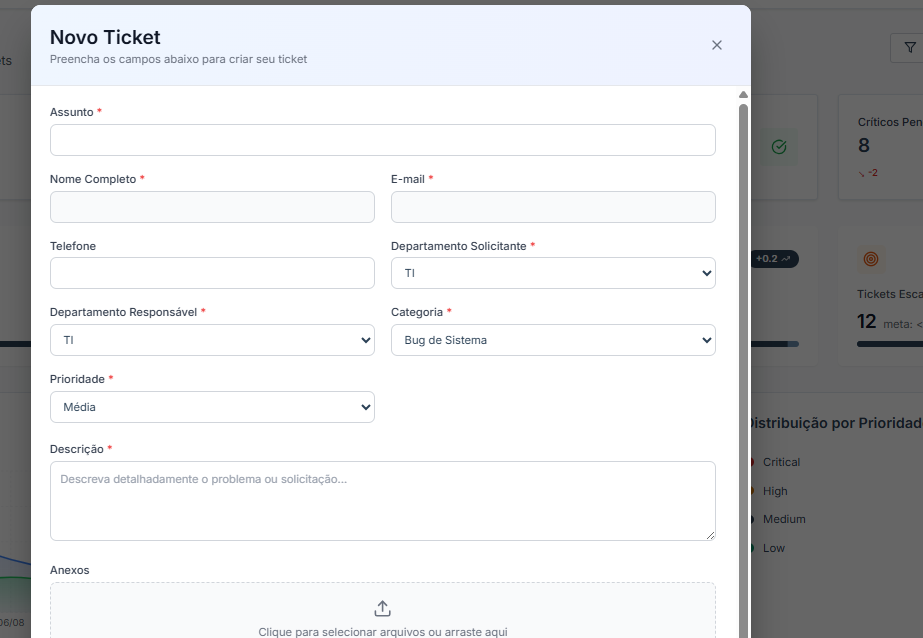 Novo Ticket
Preencha os campos abaixo para criar seu ticket
Assunto *
Nome Completo *
E-mail *
Telefone
Departamento Solicitante *
TI
Departamento Responsável *
TI
Categoria *
Bug de Sistema
Prioridade *
Média
Descrição *
Descreva detalhadamente o problema ou solicitação...
Anexos
Clique para selecionar arquivos ou arraste aqui
ets
Críticos Pen
8
-2
+0.2
Tickets Esca
12 meta: <
Distribuição por Prioridad
Critical
High
Medium
Low
06/08